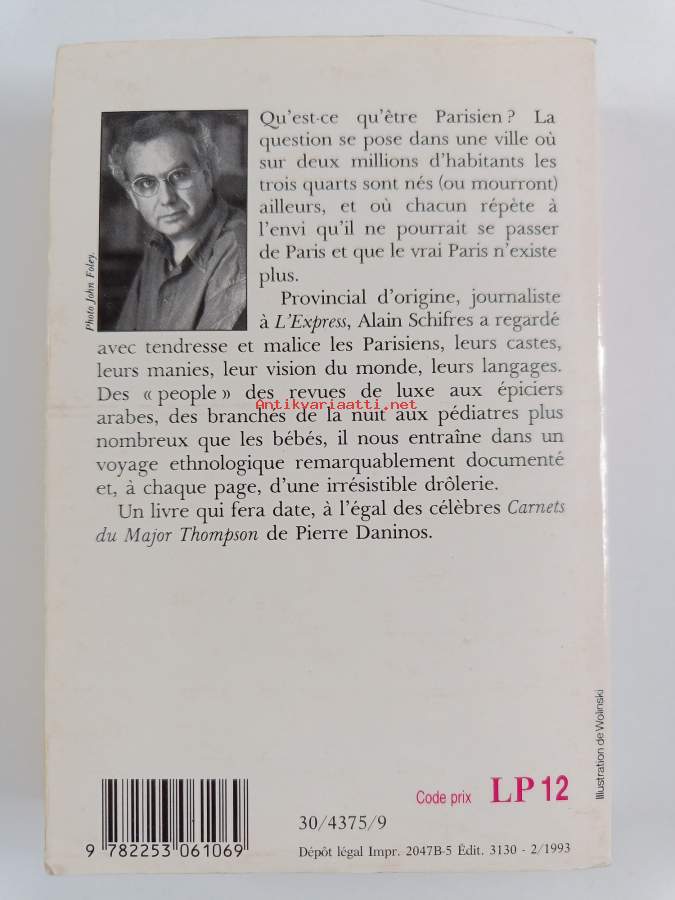 Qu'est-ce qu'être Parisien ? La
question se pose dans une ville où
sur deux millions d'habitants les
trois quarts sont nés (ou mourront)
ailleurs, et où chacun répète à
l'envi qu'il ne pourrait se passer
de Paris et que le vrai Paris n'existe
plus.
Photo John Foley.
Provincial d'origine, journaliste
à L'Express, Alain Schifres a regardé
avec tendresse et malice les Parisiens, leurs castes,
leurs manies, leur vision du monde, leurs langages.
Des « people » des revues de luxe aux épiciers
Antikvariaatti.net
arabes, des branchés de la nuit aux pédiatres plus
nombreux que les bébés, il nous entraîne dans un
voyage ethnologique remarquablement documenté
et, à chaque page, d'une irrésistible drôlerie.
Un livre qui fera date, à l'égal des célèbres Carnets
du Major Thompson de Pierre Daninos.
Illustration de Wolinski
Code prix LP 12
30/4375/9
9 782253 061069
Dépôt légal Impr. 2047B-5 Édit. 3130 - 2/1993